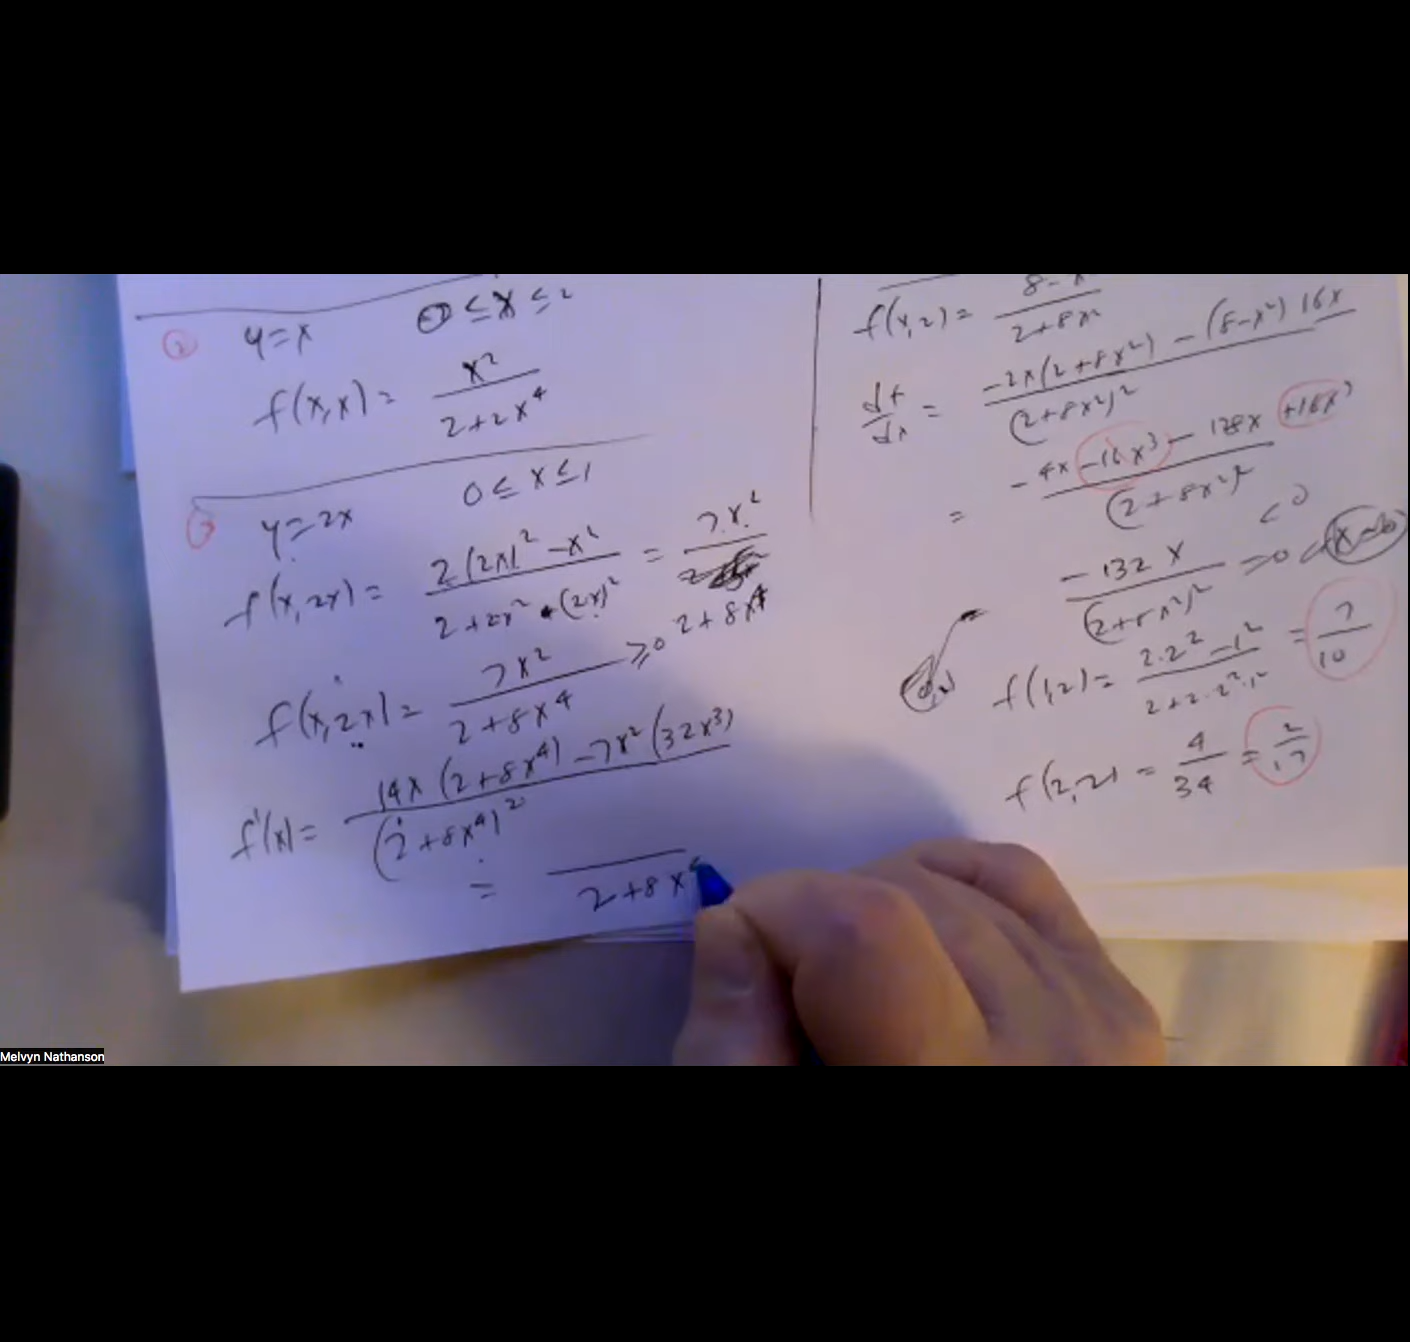 ② y=x ⊖ ≤ x ≤ 2
f(x,x) = x² / (2+2x⁴)
③ y=2x 0 ≤ x ≤ 1
f(x,2x) = (2(2x)² - x²) / (2+2x² · (2x)²) = 7x² / 2+8x⁴
f(x,2x) = 7x² / (2+8x⁴) ≥ 0
f'(x) = (14x (2+8x⁴) - 7x² (32x³)) / (2+8x⁴)²
= / 2+8x
f(x,2) = / (2+8x²)
df/dx = (-2x(2+8x²) - (8-x²) 16x) / (2+8x²)²
= (-4x -16x³ - 128x +16x³) / (2+8x²)²
-132x / (2+8x²)² < 0
f(1,2) = (2·2² - 1²) / (2+2·2²·1²) = 7/10
f(2,2) = 4/34 = 2/17
Melvyn Nathanson